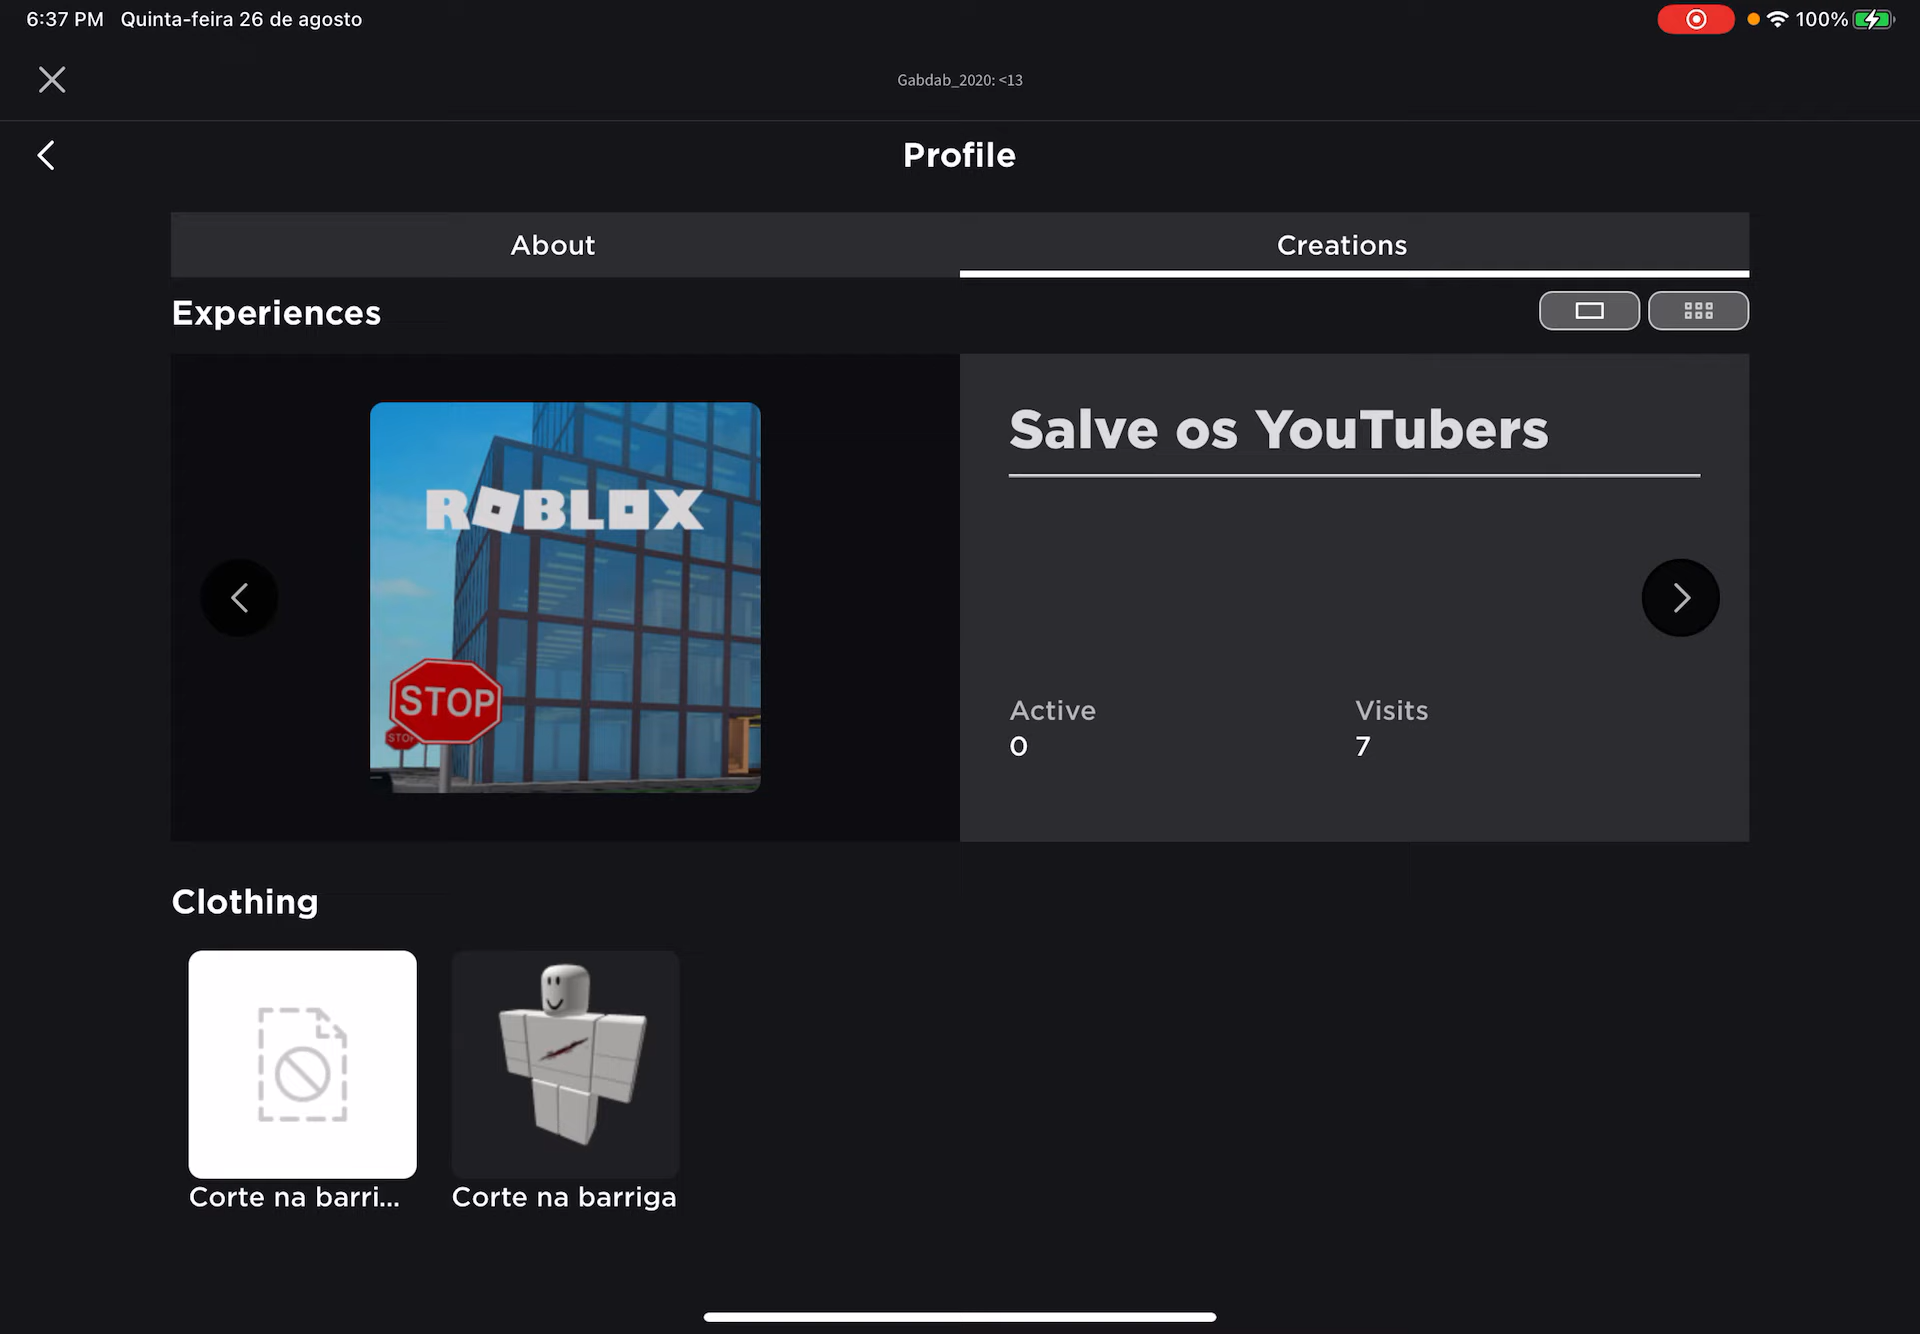 6:37 PM Quinta-feira 26 de agosto
100%
Gabdab_2020: <13
Profile
About
Creations
Experiences
ROBLOX
STOP
STOP
Salve os YouTubers
Active
0
Visits
7
Clothing
Corte na barri...
Corte na barriga